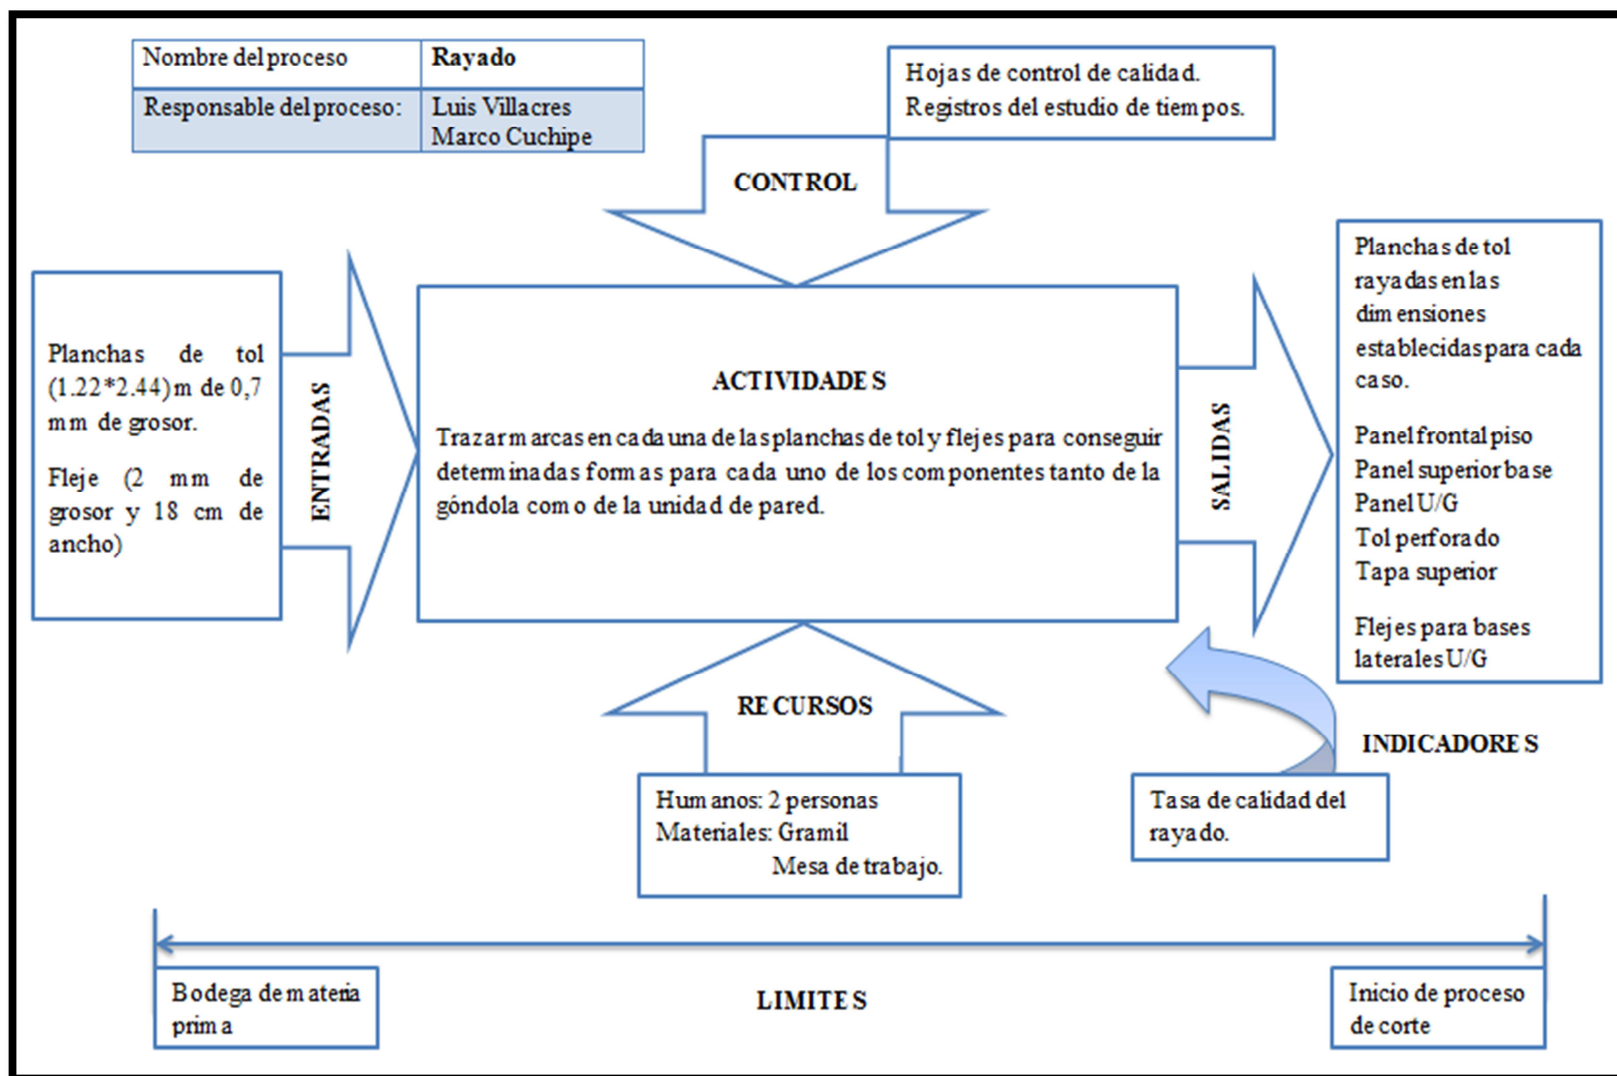 Nombre del proceso
Rayado
Responsable del proceso:
Luis Villacres
Marco Cuchipe
Hojas de control de calidad.
Registros del estudio de tiempos.
CONTROL
Planchas de tol
(1.22*2.44)m de 0,7
mm de grosor.
Fleje (2 mm de
grosor y 18 cm de
ancho)
ENTRADAS
ACTIVIDADES
Trazar marcas en cada una de las planchas de tol y flejes para conseguir
determinadas formas para cada uno de los componentes tanto de la
góndola como de la unidad de pared.
SALIDAS
Planchas de tol
rayadas en las
dimensiones
establecidas para cada
caso.
Panel frontal piso
Panel superior base
Panel U/G
Tol perforado
Tapa superior
Flejes para bases
laterales U/G
RECURSOS
Humanos: 2 personas
Materiales: Gramil
Mesa de trabajo.
INDICADORES
Tasa de calidad del
rayado.
Bodega de materia
prima
LIMITES
Inicio de proceso
de corte